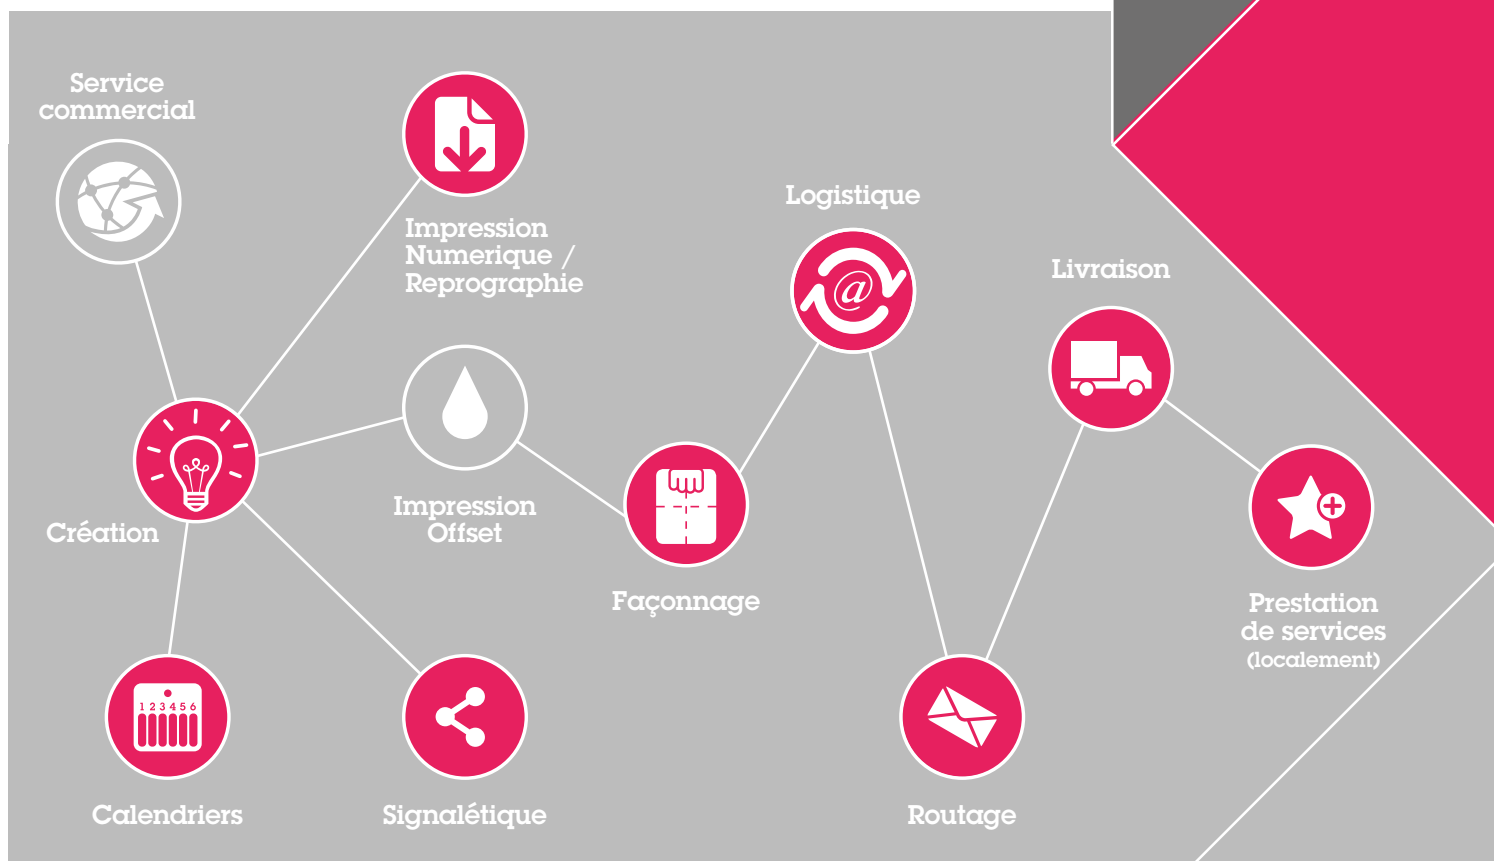 Service
commercial
Impression
Numerique /
Reprographie
Logistique
@
Livraison
Création
Impression
Offset
Façonnage
Prestation
de services
(localement)
1 2 3 4 5 6
Calendriers
Signalétique
Routage